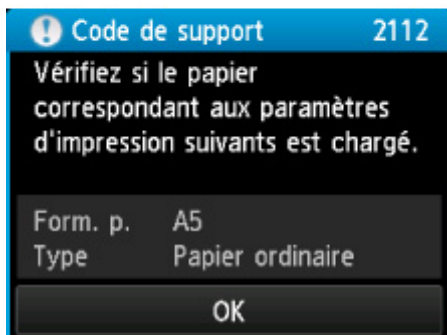 Code de support 2112
Vérifiez si le papier
correspondant aux paramètres
d'impression suivants est chargé.
Form. p. A5
Type Papier ordinaire
OK